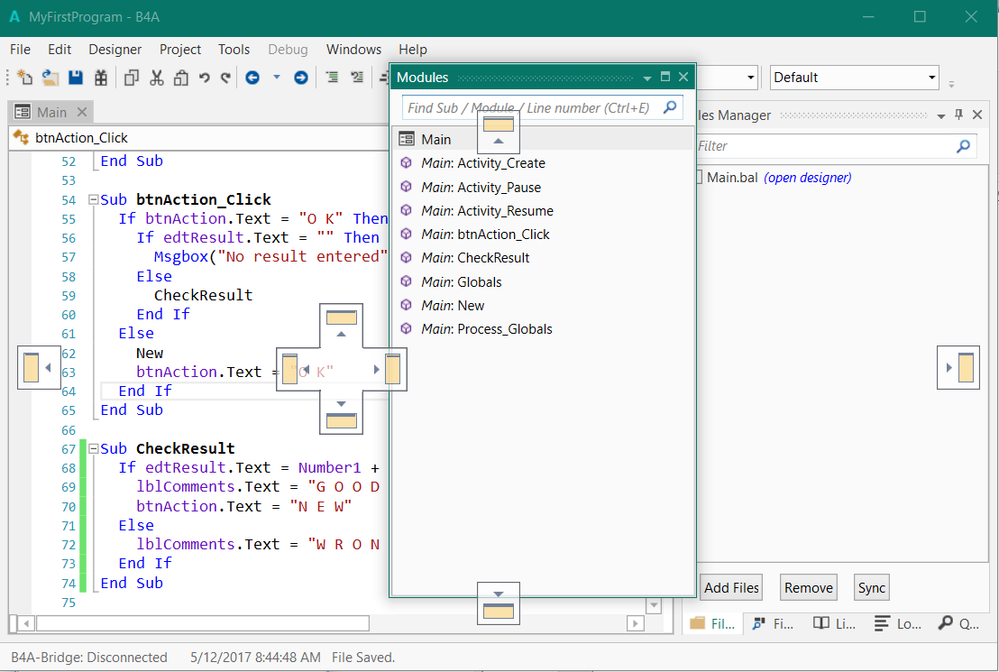 MyFirstProgram - B4A
File Edit Designer Project Tools Debug Windows Help
Default
Main
btnAction_Click
52 End Sub
53
54 Sub btnAction_Click
55 If btnAction.Text = "O K" Then
56 If edtResult.Text = "" Then
57 Msgbox("No result entered"
58 Else
59 CheckResult
60 End If
61 Else
62 New
63 btnAction.Text = "O K"
64 End If
65 End Sub
66
67 Sub CheckResult
68 If edtResult.Text = Number1 +
69 lblComments.Text = "G O O D
70 btnAction.Text = "N E W"
71 Else
72 lblComments.Text = "W R O N
73 End If
74 End Sub
75
Modules
Find Sub / Module / Line number (Ctrl+E)
Main
Main: Activity_Create
Main: Activity_Pause
Main: Activity_Resume
Main: btnAction_Click
Main: CheckResult
Main: Globals
Main: New
Main: Process_Globals
les Manager
Filter
Main.bal (open designer)
Add Files Remove Sync
Fil... Fi... Li... Lo... Q...
B4A-Bridge: Disconnected 5/12/2017 8:44:48 AM File Saved.